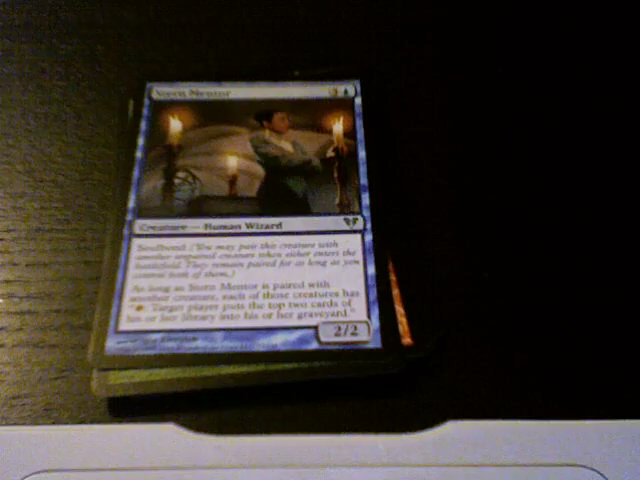 Stern Mentor 3
Creature — Human Wizard
Soulbond (You may pair this creature with
another unpaired creature when either enters the
battlefield. They remain paired for as long as you
control both of them.)
As long as Stern Mentor is paired with
another creature, each of those creatures has
": Target player puts the top two cards of
his or her library into his or her graveyard."
2/2